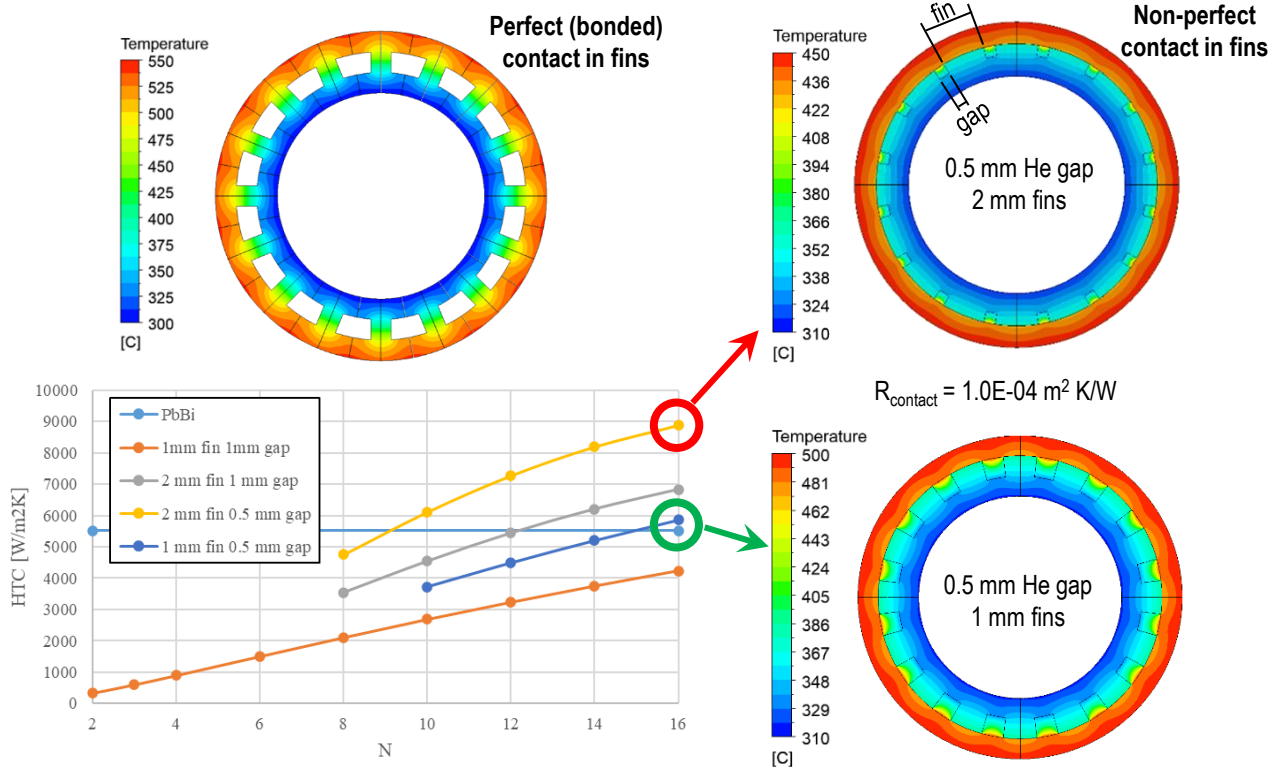 Perfect (bonded)
contact in fins
Temperature
550
525
500
475
450
425
400
375
350
325
300
[C]
Non-perfect
contact in fins
Temperature
450
436
422
408
394
380
366
352
338
324
310
[C]
fin
gap
0.5 mm He gap
2 mm fins
R_contact = 1.0E-04 m² K/W
HTC [W/m2K]
10000
9000
8000
7000
6000
5000
4000
3000
2000
1000
0
2 4 6 8 10 12 14 16
N
PbBi
1mm fin 1mm gap
2 mm fin 1 mm gap
2 mm fin 0.5 mm gap
1 mm fin 0.5 mm gap
Temperature
500
481
462
443
424
405
386
367
348
329
310
[C]
0.5 mm He gap
1 mm fins